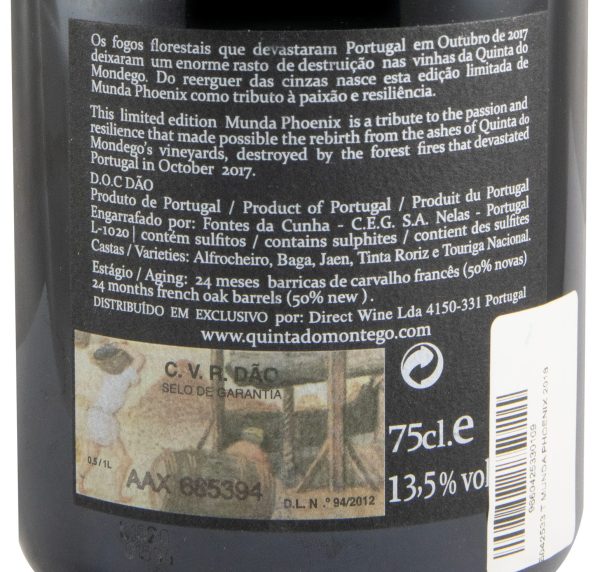 Os fogos florestais que devastaram Portugal em Outubro de 2017
deixaram um enorme rasto de destruição nas vinhas da Quinta do
Mondego. Do reerguer das cinzas nasce esta edição limitada de
Munda Phoenix como tributo à paixão e resiliência.
This limited edition Munda Phoenix is a tribute to the passion and
resilience that made possible the rebirth from the ashes of Quinta do
Mondego's vineyards, destroyed by the forest fires that devastated
Portugal in October 2017.
D.O.C DÃO
Produto de Portugal / Product of Portugal / Produit du Portugal
Engarrafado por: Fontes da Cunha - C.E.G. S.A. Nelas - Portugal
L-1020 | contém sulfitos / contains sulphites / contient des sulfites
Castas / Varieties: Alfrocheiro, Baga, Jaen, Tinta Roriz e Touriga Nacional.
Estágio / Aging: 24 meses barricas de carvalho francês (50% novas)
24 months french oak barrels (50% new) .
DISTRIBUÍDO EM EXCLUSIVO por: Direct Wine Lda 4150-331 Portugal
www.quintadomontego.com
C. V. R. DÃO
SELO DE GARANTIA
0,5 / 1L
AAX 665394
D.L. N .º 94/2012
75cl.e
13,5% vol
5042533 T MUNDA PHOENIX 2018